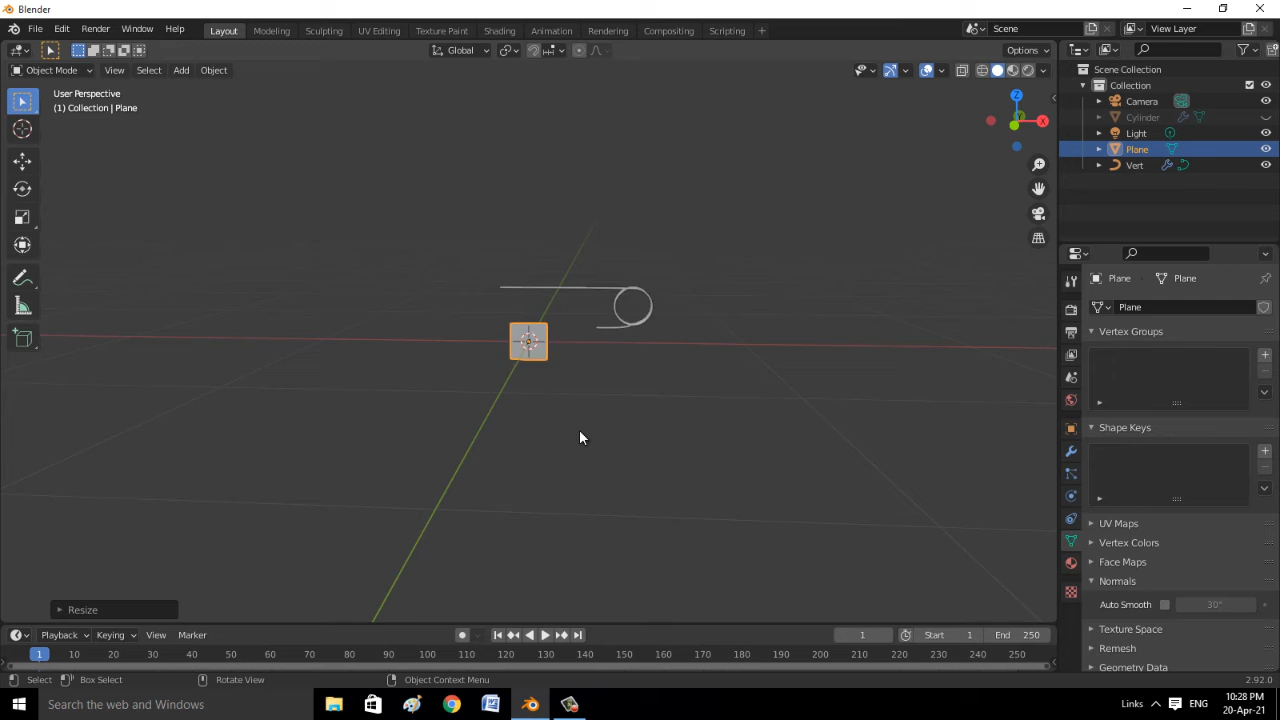 Blender
File Edit Render Window Help
Layout Modeling Sculpting UV Editing Texture Paint Shading Animation Rendering Compositing Scripting +
Scene
View Layer
Global
Options
Object Mode View Select Add Object
User Perspective
(1) Collection | Plane
Z
X
Y
Scene Collection
Collection
Camera
Cylinder
Light
Plane
Vert
Plane Plane
Plane
Vertex Groups
Shape Keys
UV Maps
Vertex Colors
Face Maps
Normals
Auto Smooth 30°
Texture Space
Remesh
Geometry Data
Resize
Playback Keying View Marker
1 Start 1 End 250
1 10 20 30 40 50 60 70 80 90 100 110 120 130 140 150 160 170 180 190 200 210 220 230 240 250
Select Box Select Rotate View Object Context Menu 2.92.0
Search the web and Windows
Links ENG
10:28 PM
20-Apr-21